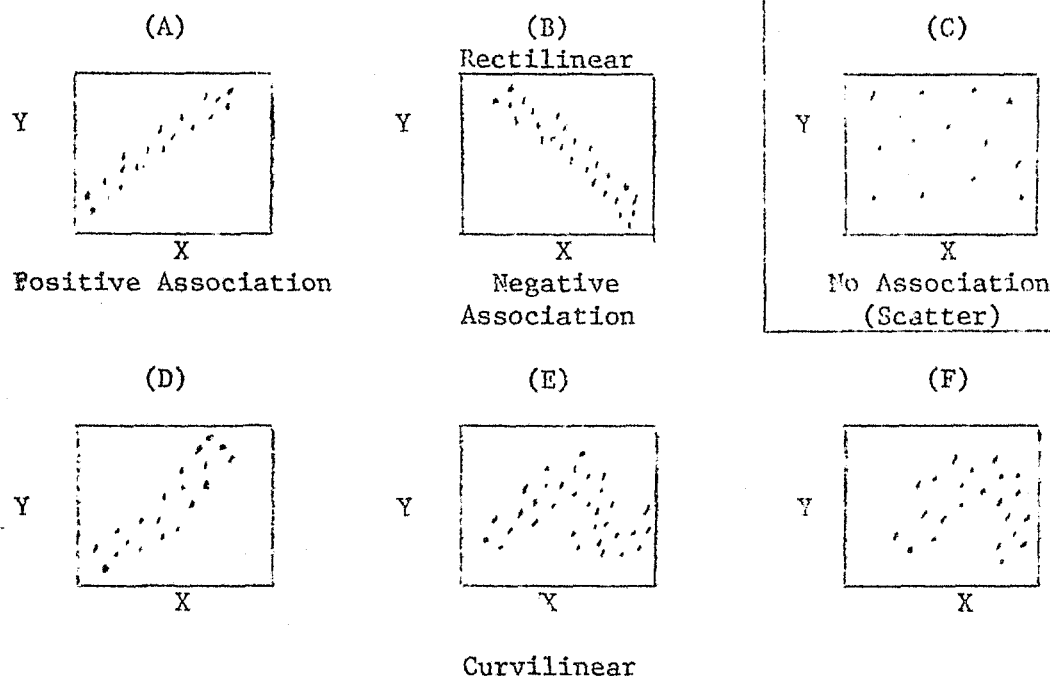 (A) (B) (C)
Rectilinear
Y Y Y
X X X
Positive Association Negative No Association
Association (Scatter)
(D) (E) (F)
Y Y Y
X X X
Curvilinear